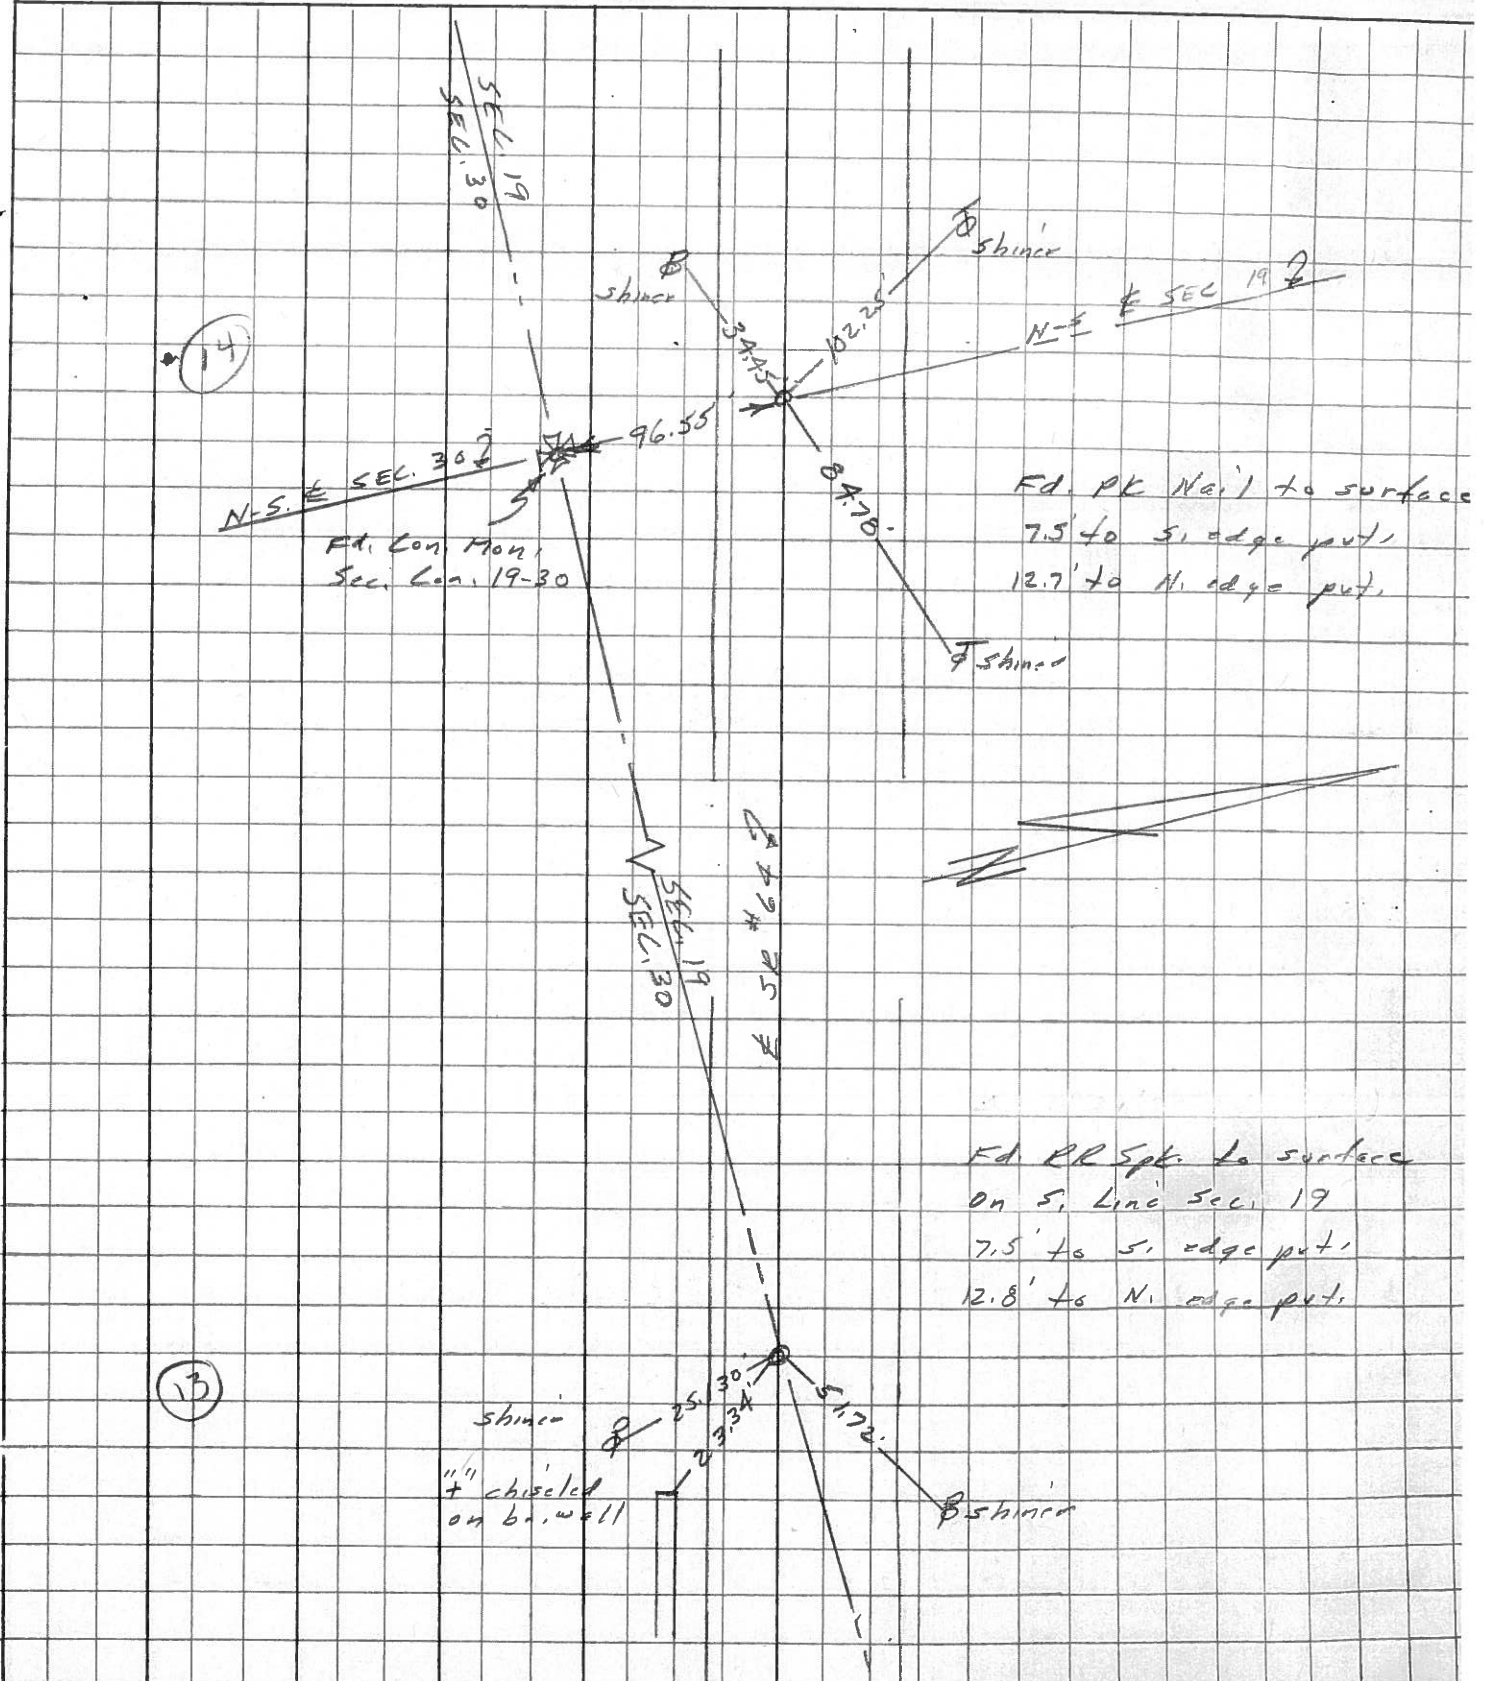 SEC. 19
SEC. 30
shiner
shiner
14
34.45'
102.25'
N-S ℄ SEC 19 ?
96.55'
N-S. ℄ SEC. 30 ?
84.78'
Fd. PK Nail to surface
7.5' to S. edge pvt.
12.7' to N. edge pvt.
Fd. Con. Mon.
Sec. Cor. 19-30
shiner
N
SEC. 19
SEC. 30
℄ SR #
Fd. RR Spk. to surface
on S. Line Sec. 19
7.5' to S. edge pvt.
12.8' to N. edge pvt.
13
shiner
25.30'
23.34'
51.72'
"+" chiseled
on br. wall
shiner